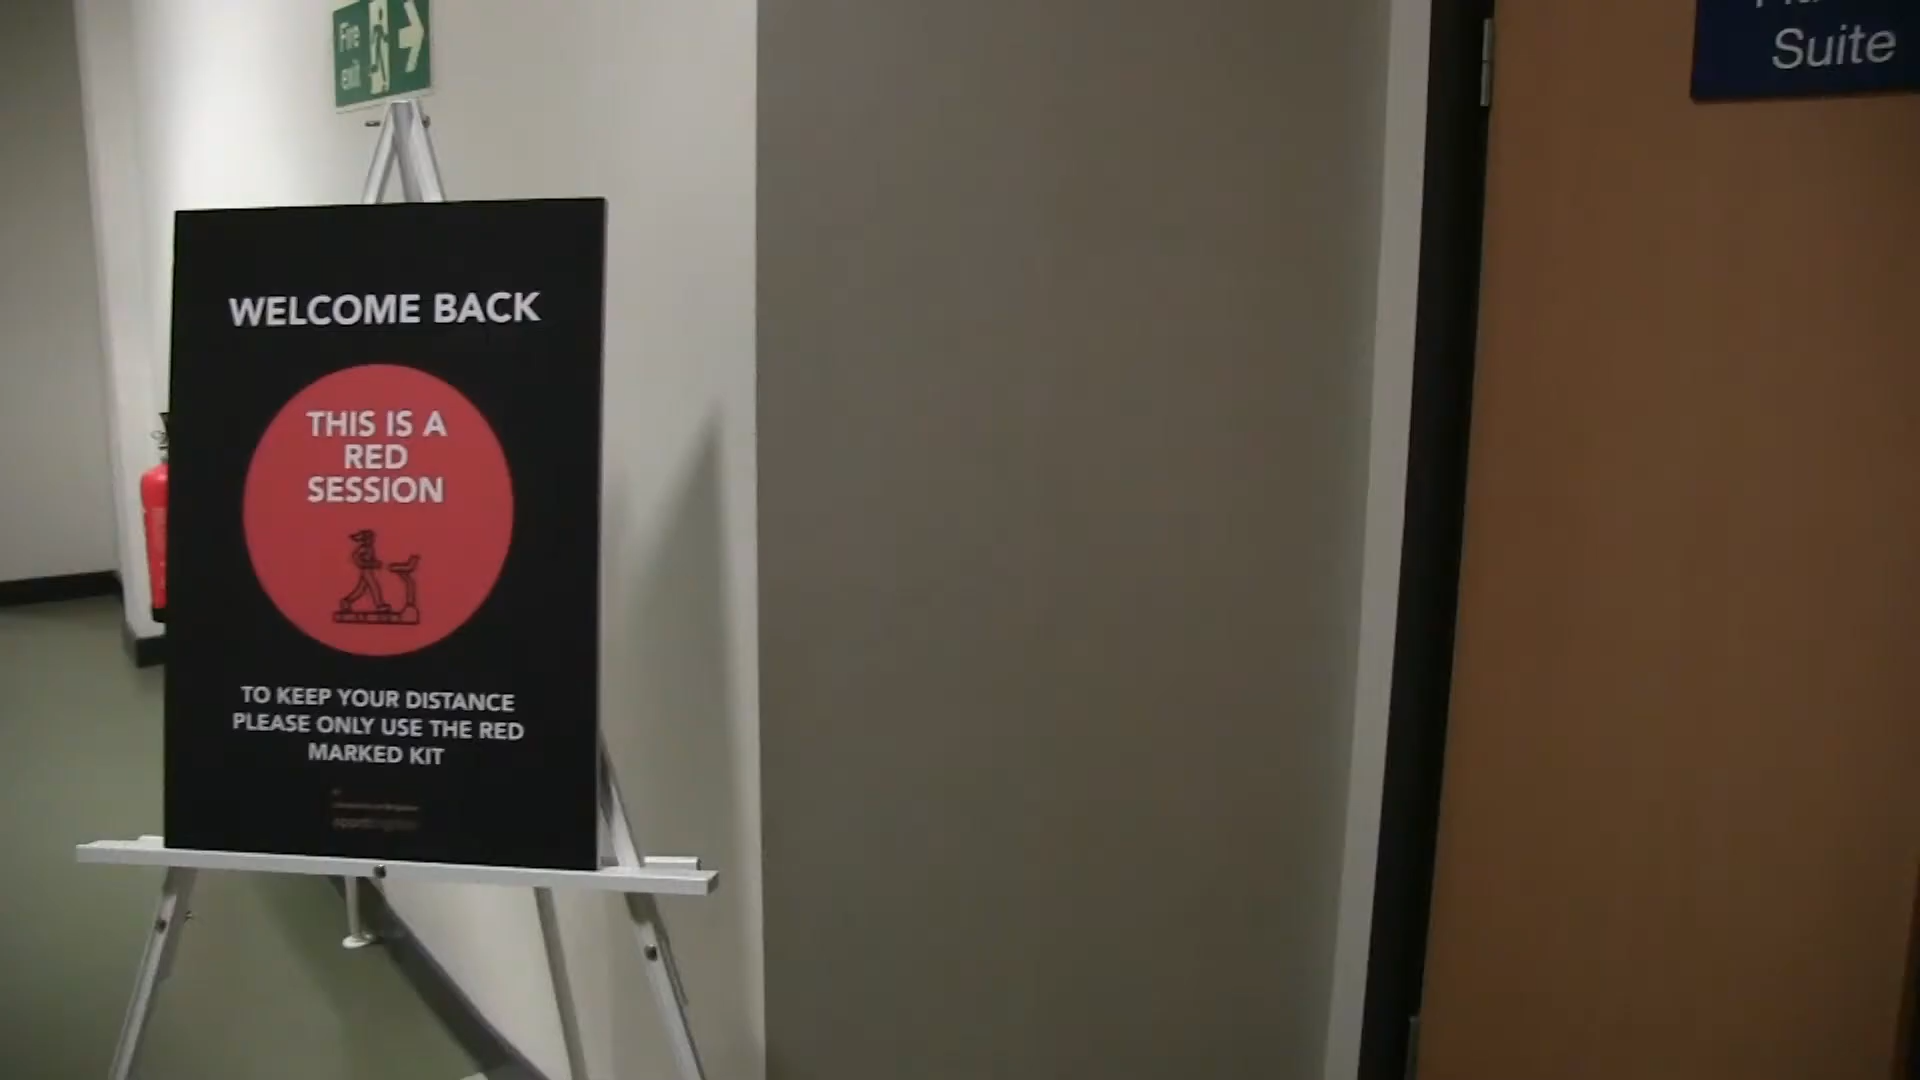 Fire
exit
Suite
WELCOME BACK
THIS IS A
RED
SESSION
TO KEEP YOUR DISTANCE
PLEASE ONLY USE THE RED
MARKED KIT